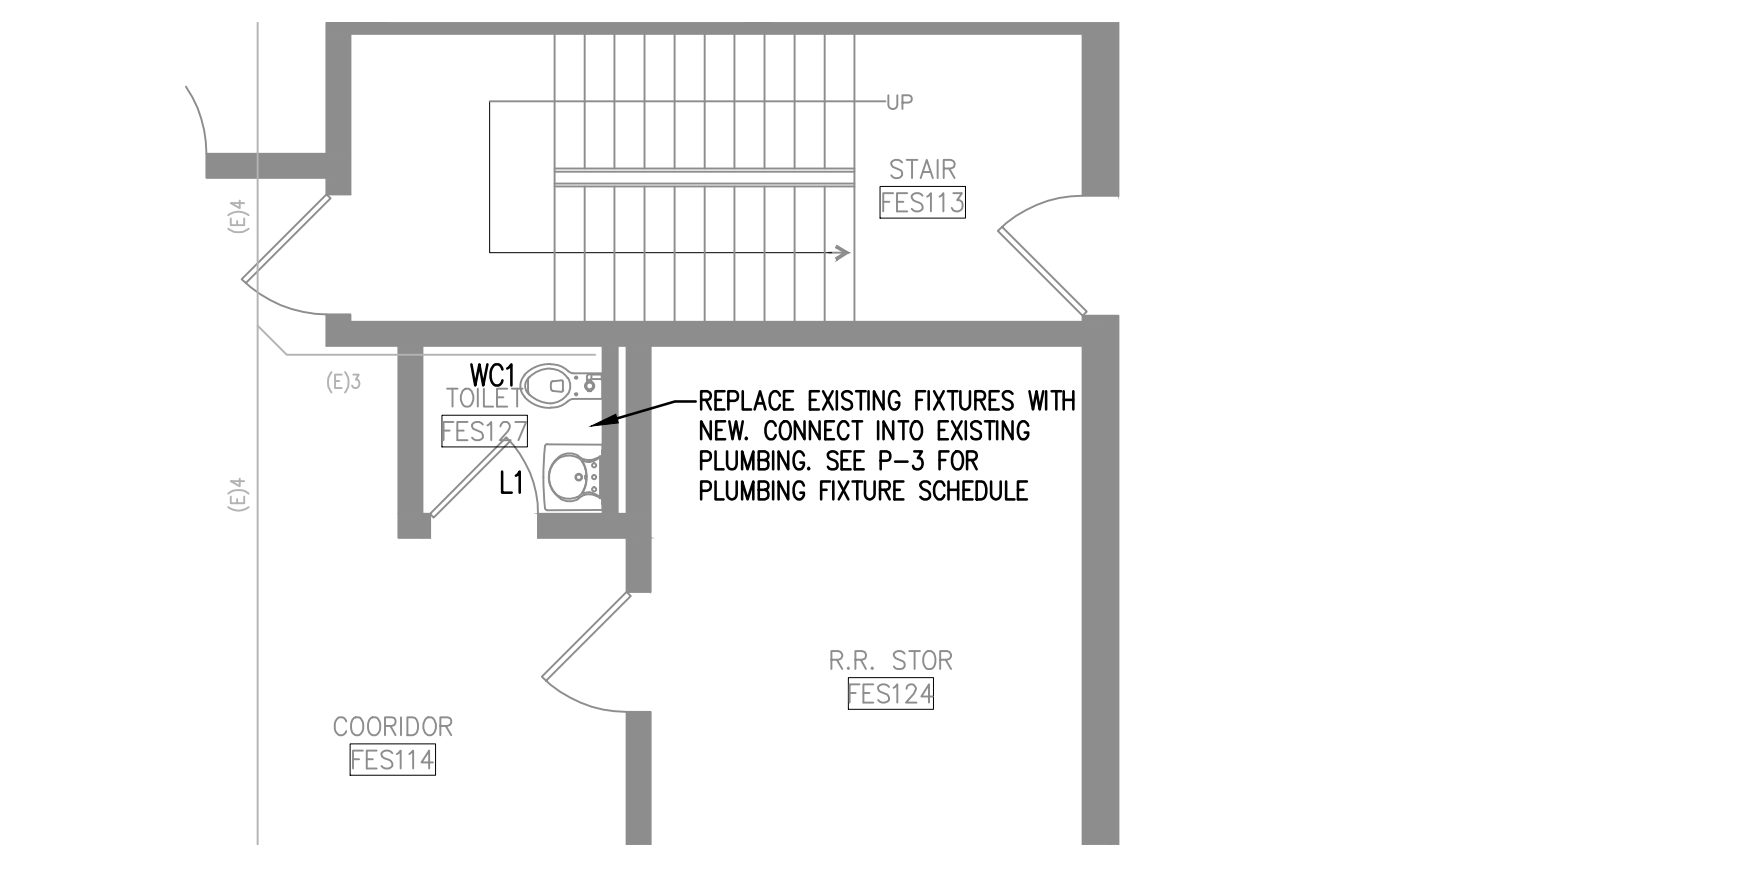 UP
STAIR
FES113
(E)4
(E)3
WC1
TOILET
FES127
L1
REPLACE EXISTING FIXTURES WITH
NEW. CONNECT INTO EXISTING
PLUMBING. SEE P-3 FOR
PLUMBING FIXTURE SCHEDULE
(E)4
R.R. STOR
FES124
COORIDOR
FES114